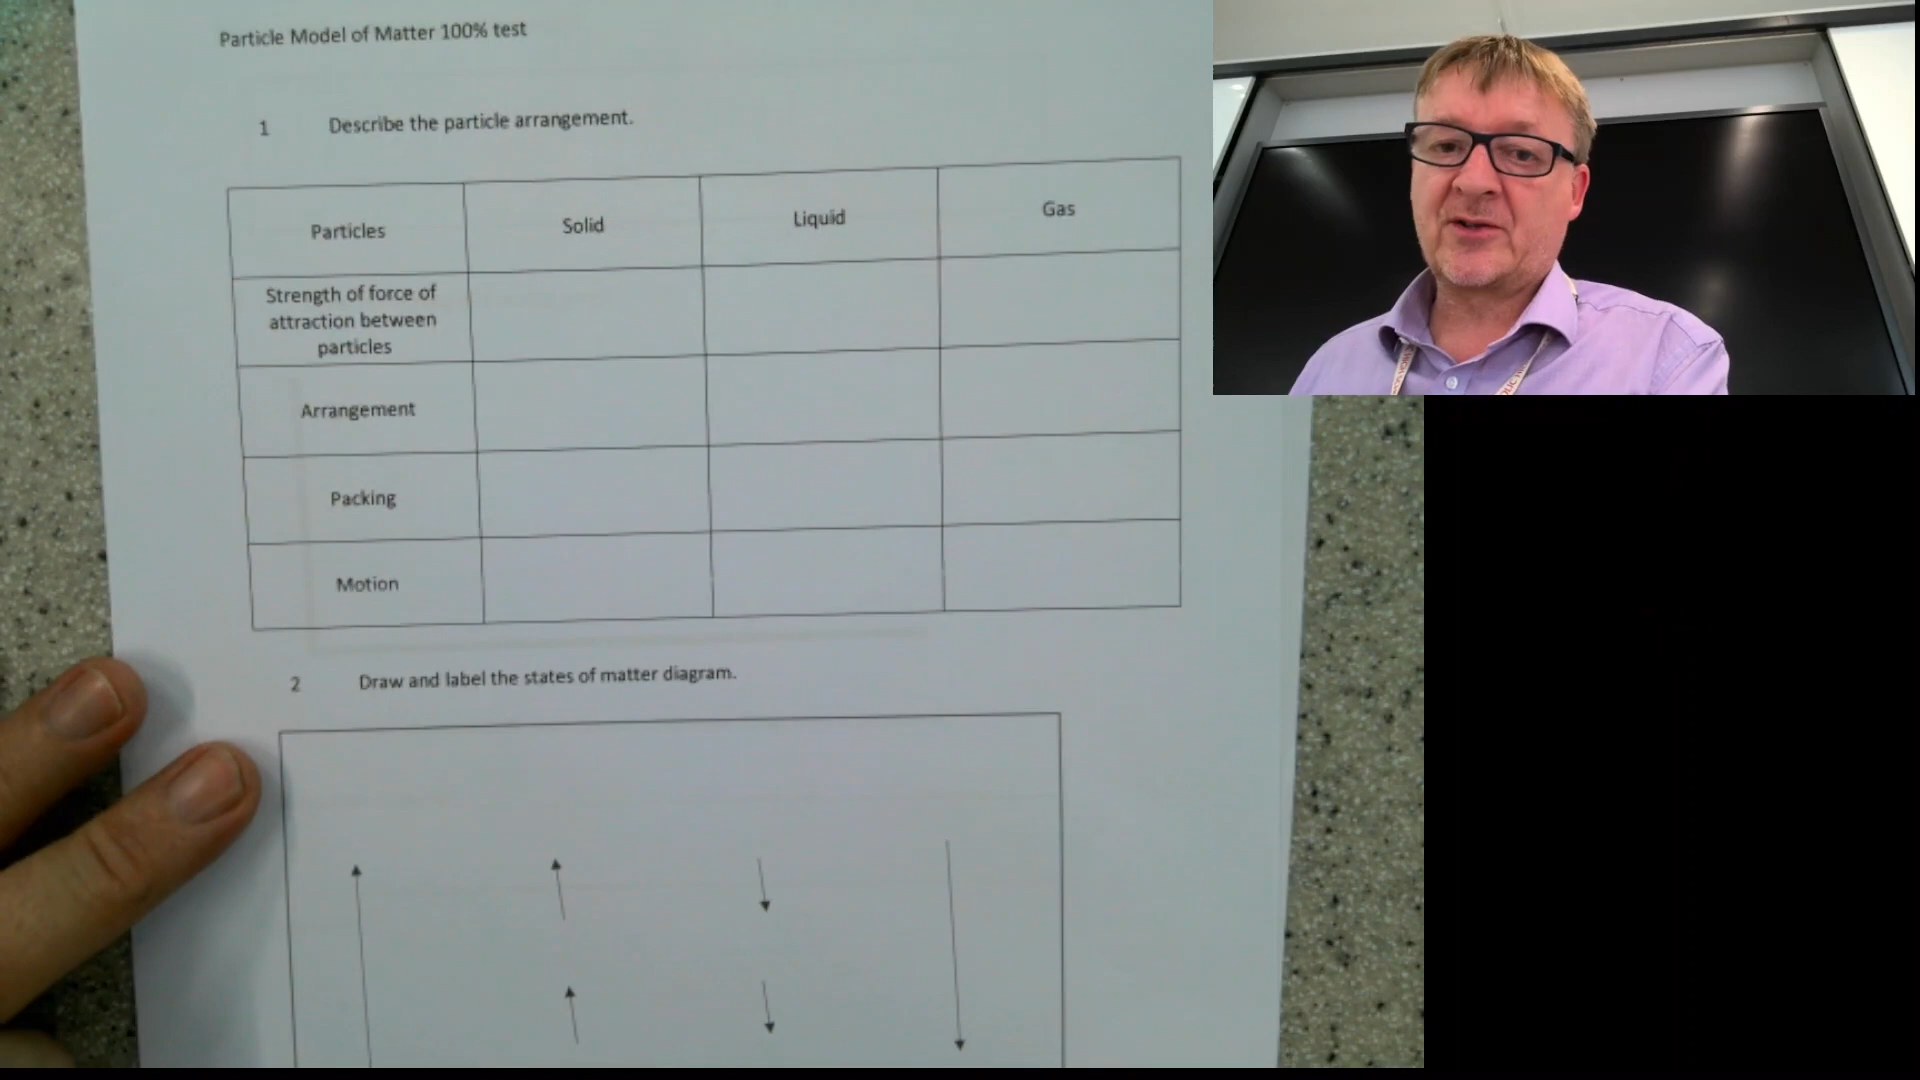 Particle Model of Matter 100% test
1 Describe the particle arrangement.
Particles Solid Liquid Gas
Strength of force of
attraction between
particles
Arrangement
Packing
Motion
2 Draw and label the states of matter diagram.